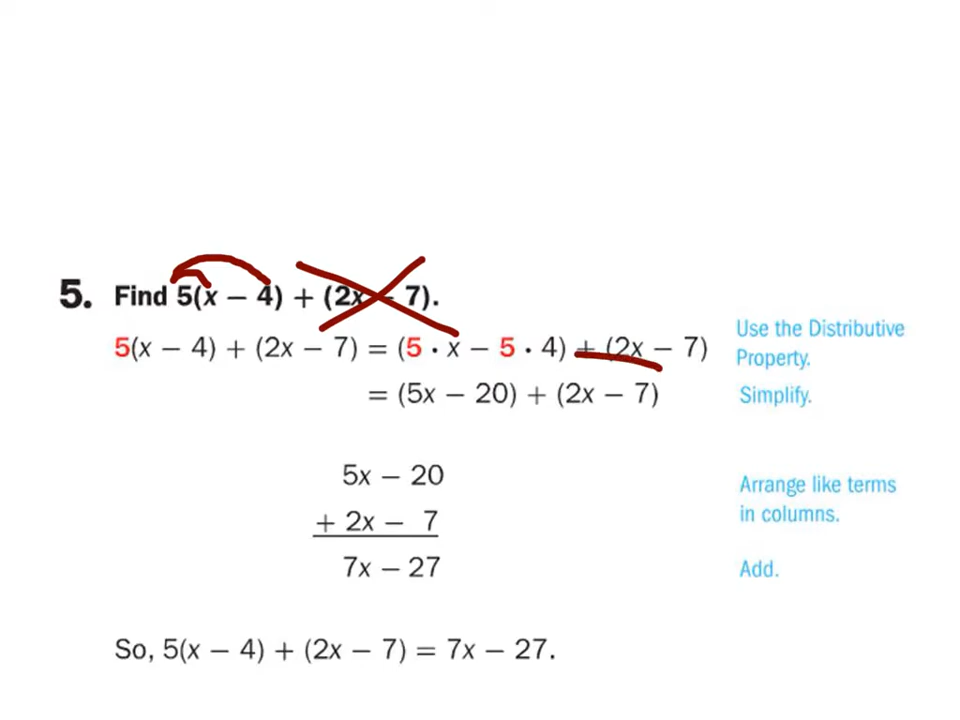 5. Find 5(x − 4) + (2x − 7).
5(x − 4) + (2x − 7) = (5 · x − 5 · 4) + (2x − 7)
Use the Distributive
Property.
= (5x − 20) + (2x − 7)
Simplify.
5x − 20
+ 2x − 7
7x − 27
Arrange like terms
in columns.
Add.
So, 5(x − 4) + (2x − 7) = 7x − 27.